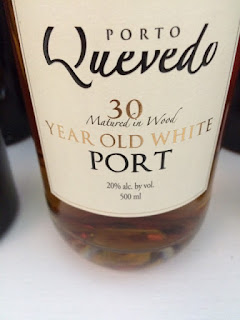 PORTO
Quevedo
30
Matured in Wood
YEAR OLD WHITE
PORT
20% alc. by vol.
500 ml